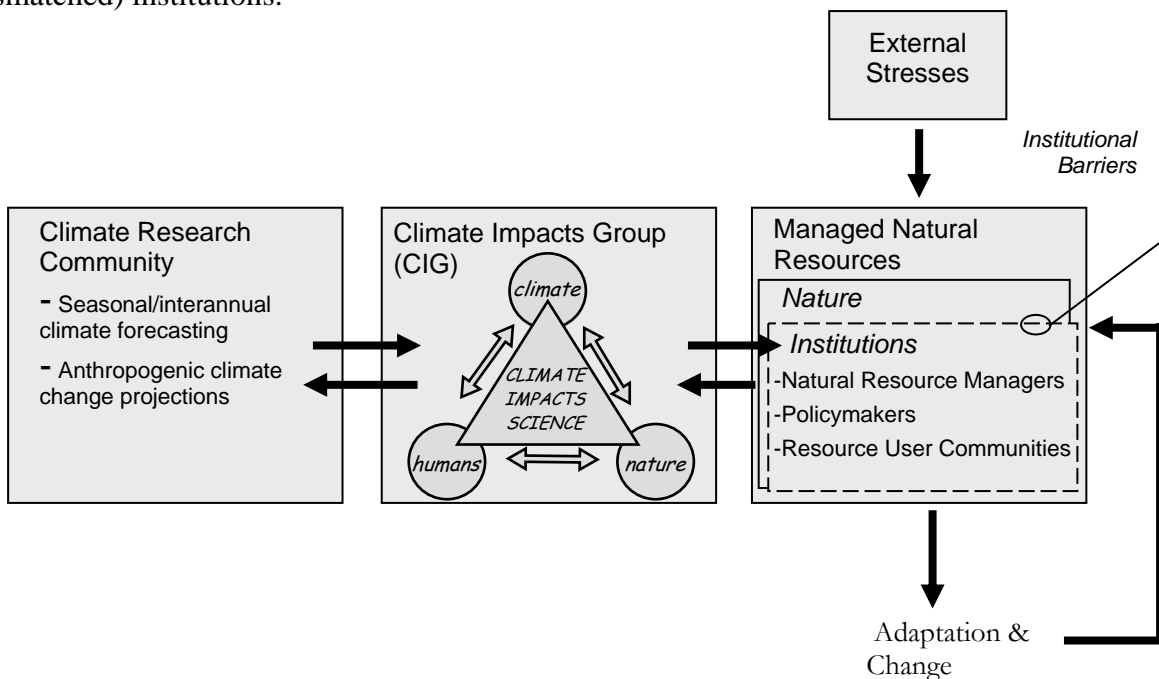 smatched) institutions.
External
Stresses
Institutional
Barriers
Climate Research
Community
- Seasonal/interannual
climate forecasting
- Anthropogenic climate
change projections
Climate Impacts Group
(CIG)
climate
CLIMATE
IMPACTS
SCIENCE
humans
nature
Managed Natural
Resources
Nature
Institutions
-Natural Resource Managers
-Policymakers
-Resource User Communities
Adaptation &
Change